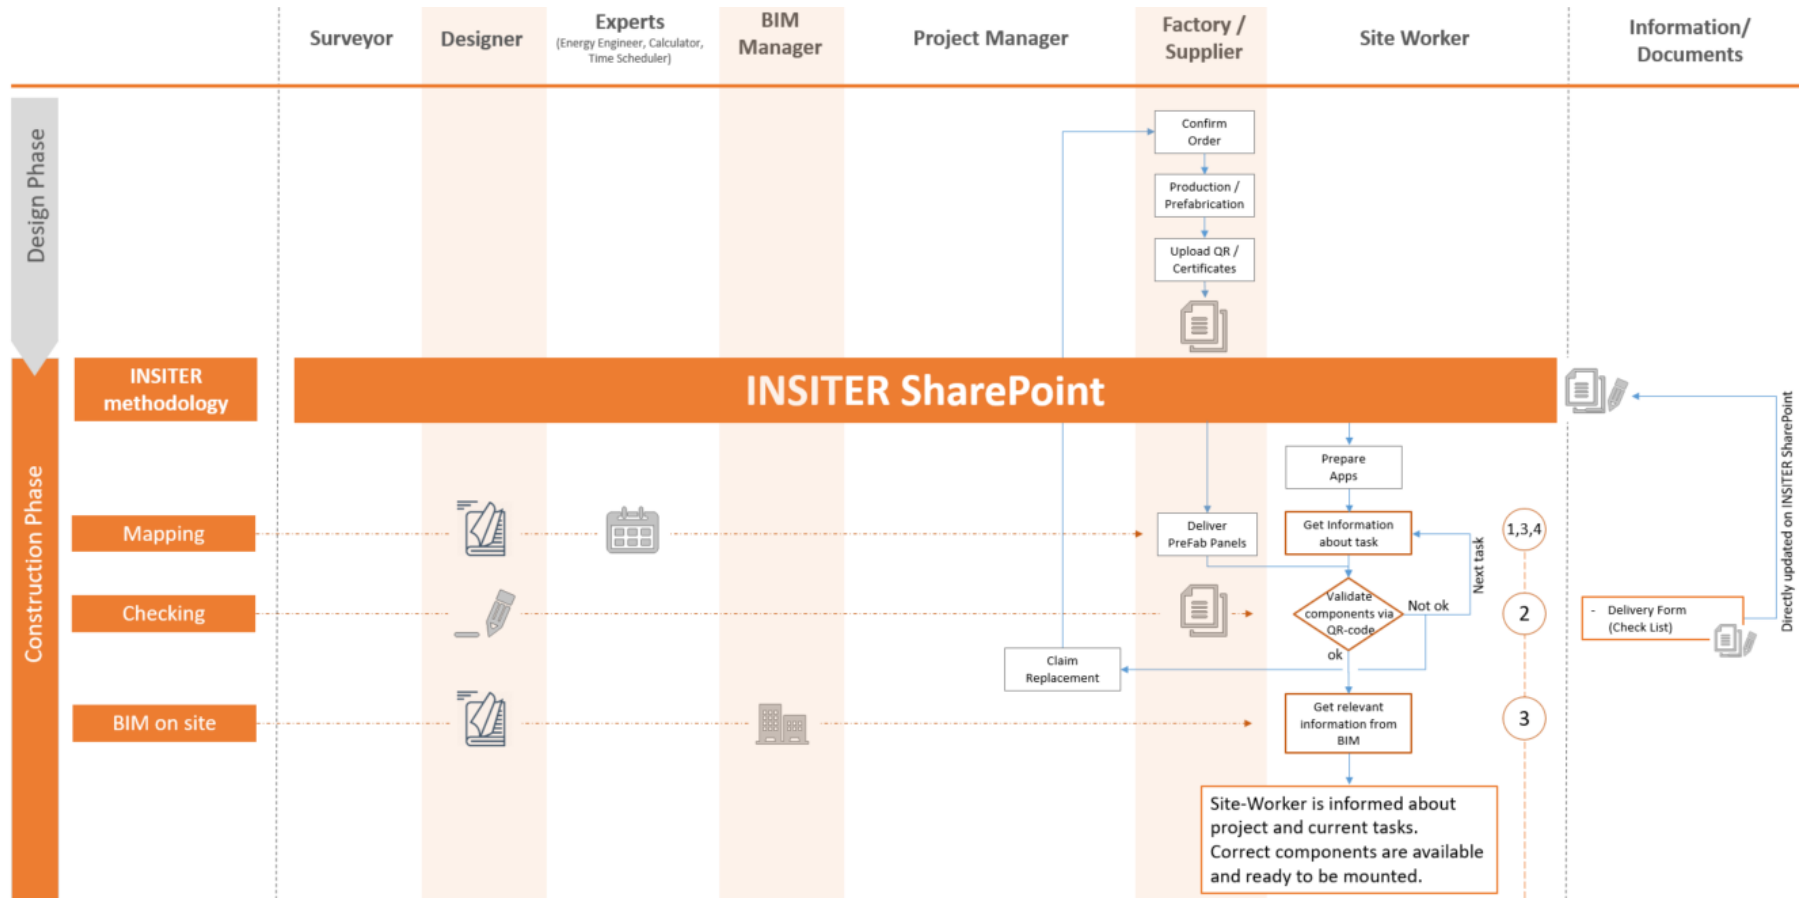 Surveyor
Designer
Experts
(Energy Engineer, Calculator,
Time Scheduler)
BIM
Manager
Project Manager
Factory /
Supplier
Site Worker
Information/
Documents
Design Phase
Confirm
Order
Production /
Prefabrication
Upload QR /
Certificates
INSITER
methodology
INSITER SharePoint
Directly updated on INSITER SharePoint
Construction Phase
Prepare
Apps
Mapping
Deliver
PreFab Panels
Get Information
about task
Next task
1,3,4
Checking
Validate
components via
QR-code
Not ok
ok
2
- Delivery Form
(Check List)
Claim
Replacement
BIM on site
Get relevant
information from
BIM
3
Site-Worker is informed about
project and current tasks.
Correct components are available
and ready to be mounted.